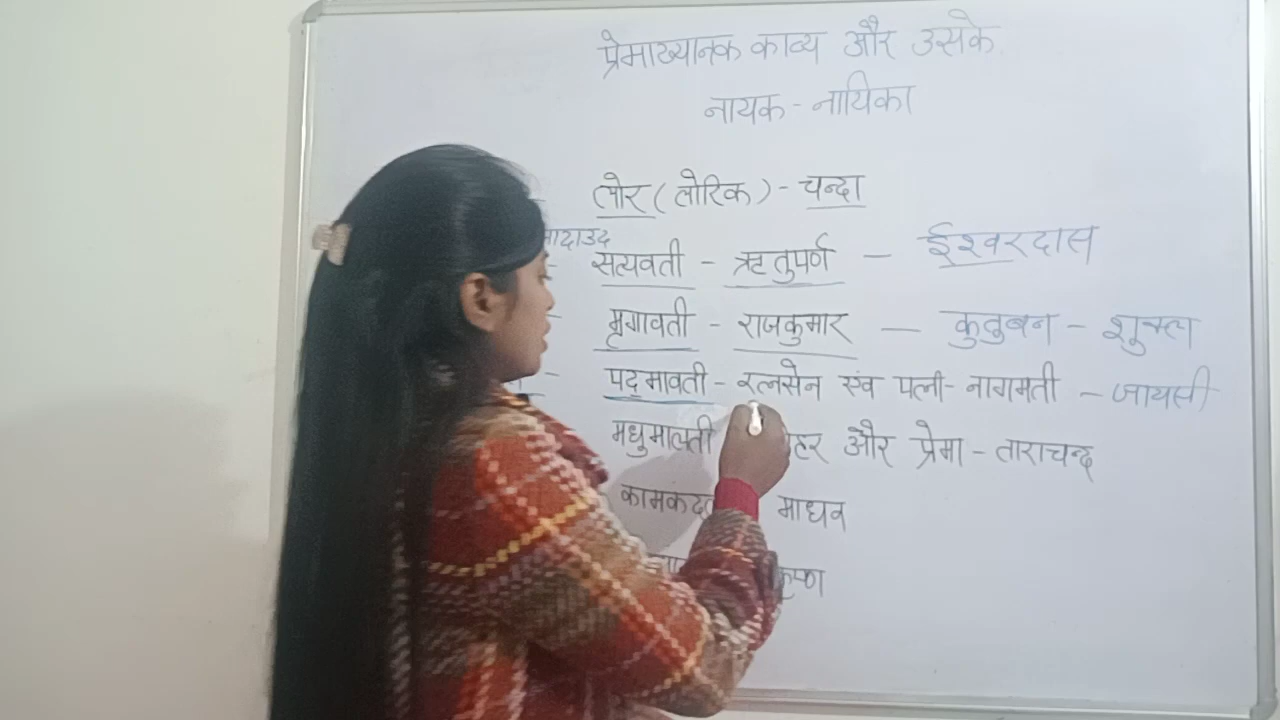 प्रेमाख्यानक काव्य और उसके
नायक - नायिका
लोर (लोरिक) - चन्दा
सत्यवती - ऋतुपर्ण - ईश्वरदास
मृगावती - राजकुमार - कुतुबन - शुक्ल
पद्मावती - रत्नसेन एंव पत्नी - नागमती - जायसी
मधुमालती और प्रेमा - ताराचन्द
माधव